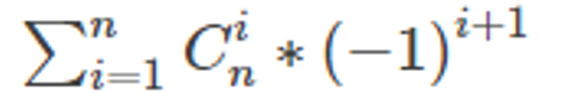 ∑_{i=1}^{n} C_n^i * (−1)^{i+1}